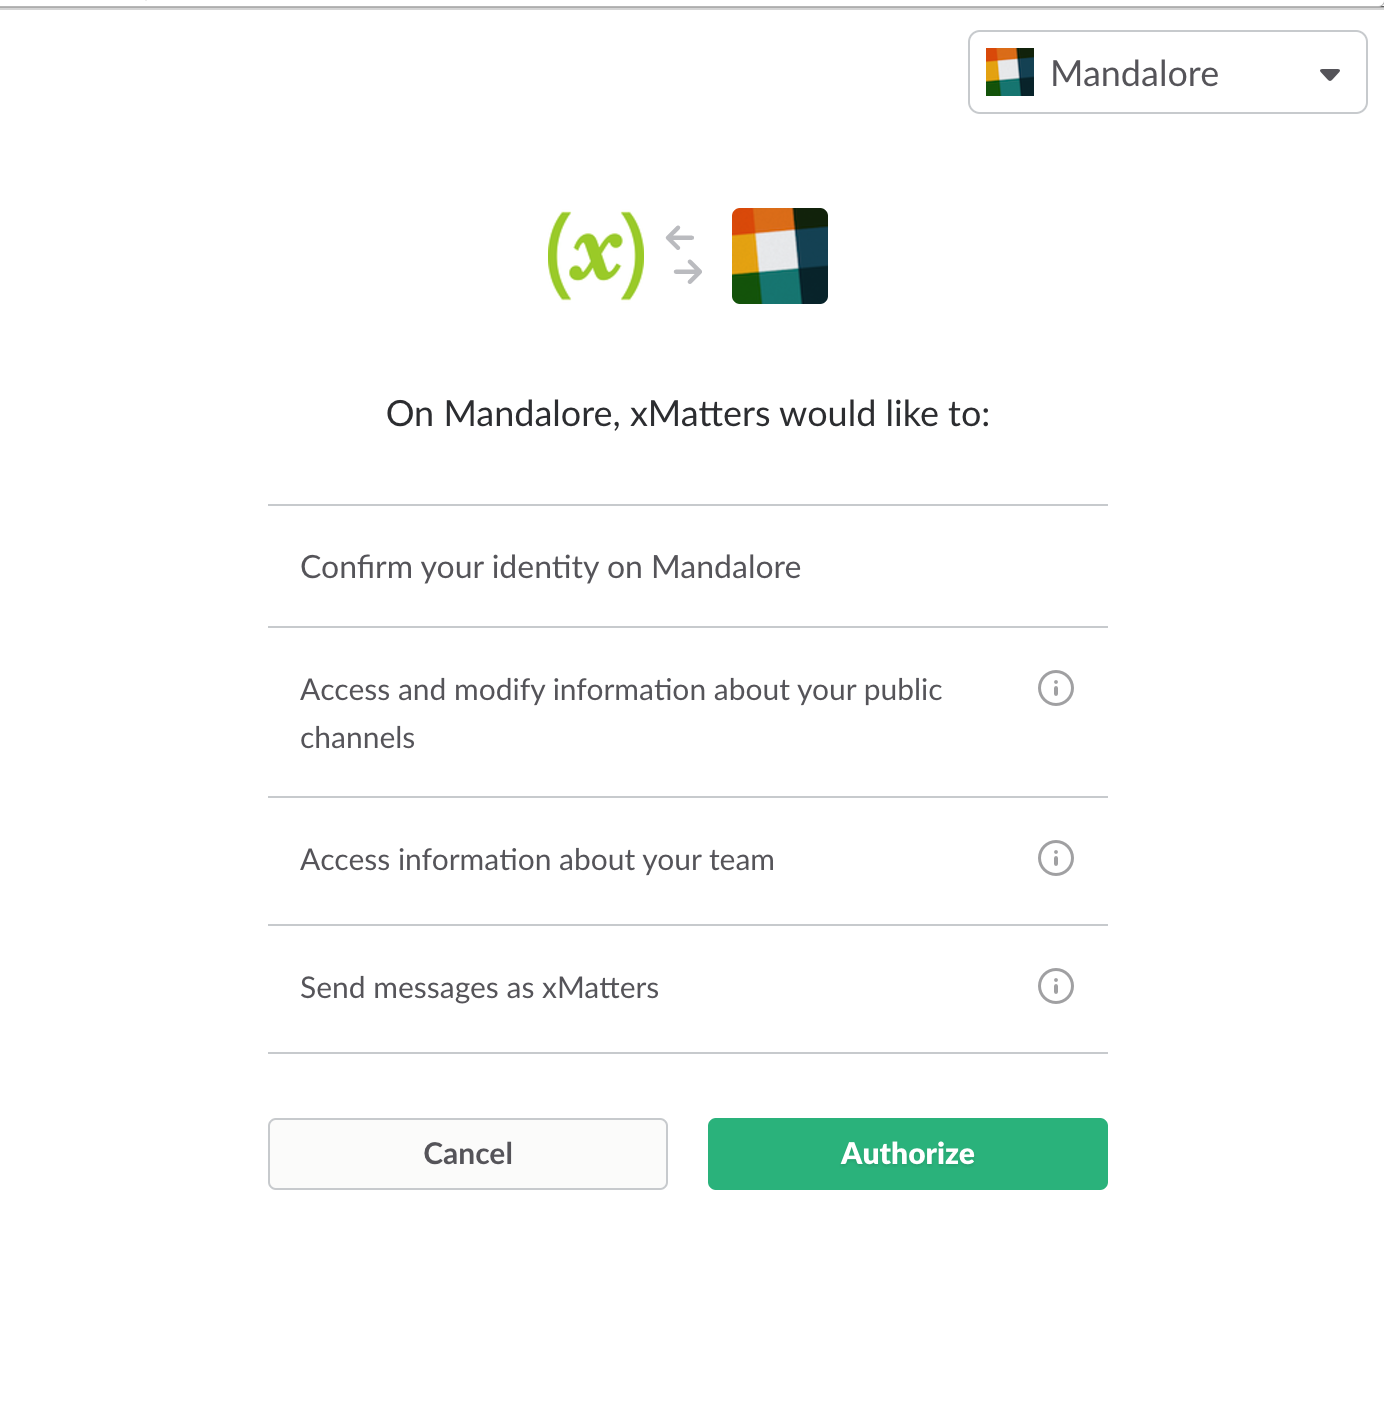 Mandalore
(x)
On Mandalore, xMatters would like to:
Confirm your identity on Mandalore
Access and modify information about your public
channels
Access information about your team
Send messages as xMatters
Cancel
Authorize